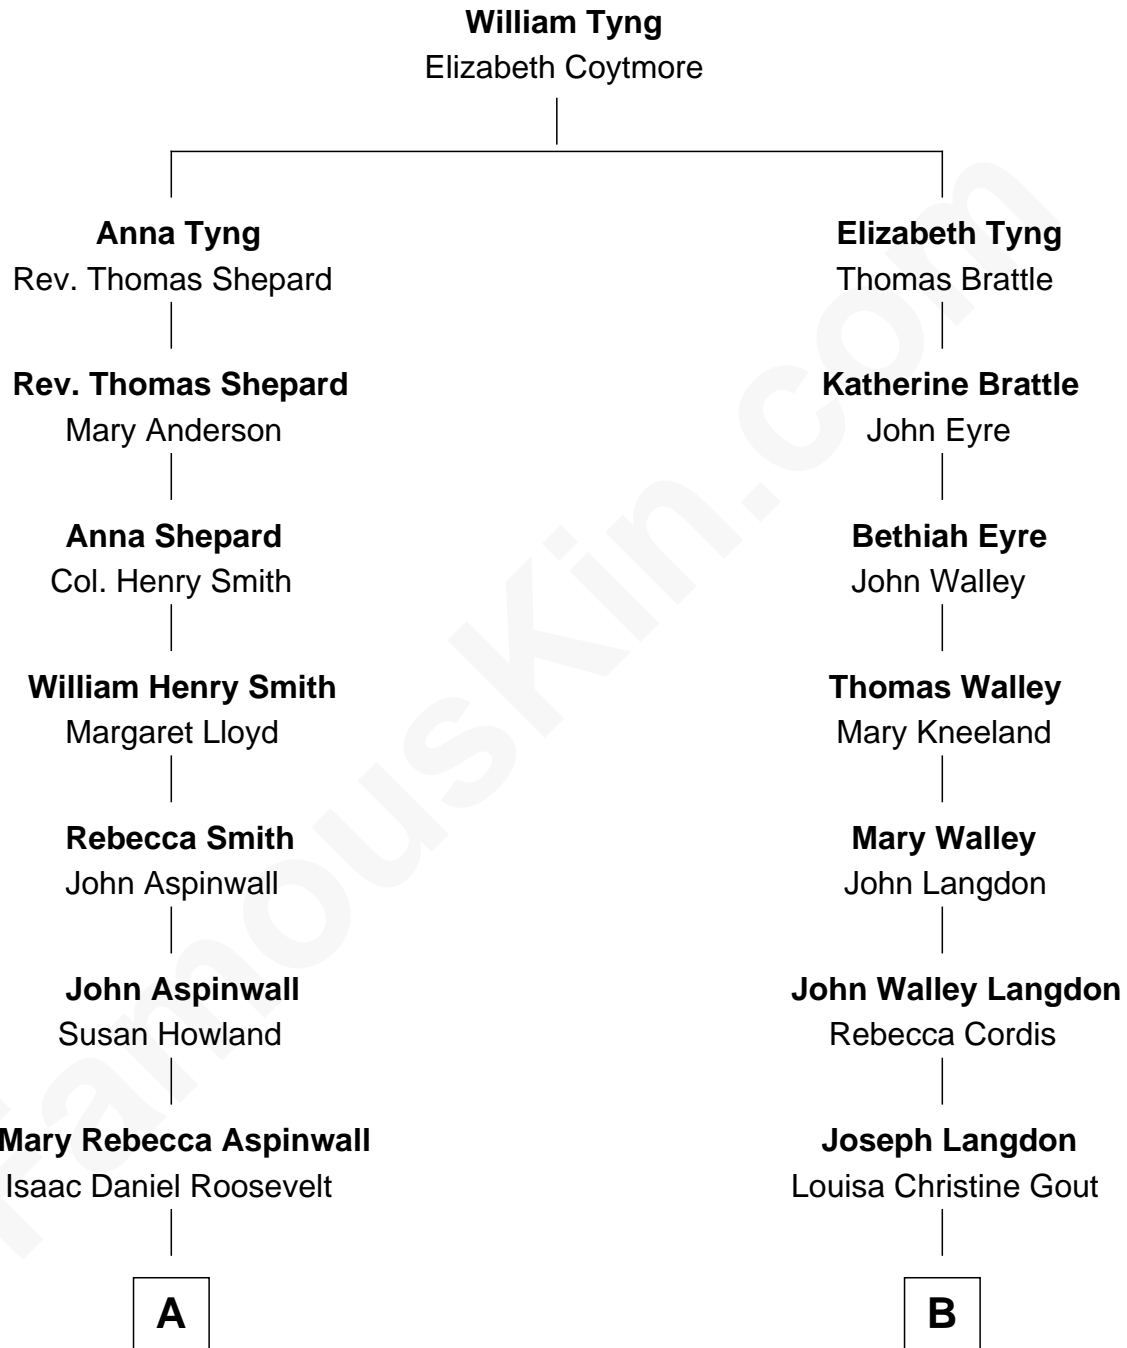 William Tyng
Elizabeth Coytmore
Anna Tyng
Rev. Thomas Shepard
Elizabeth Tyng
Thomas Brattle
Rev. Thomas Shepard
Mary Anderson
Katherine Brattle
John Eyre
Anna Shepard
Col. Henry Smith
Bethiah Eyre
John Walley
William Henry Smith
Margaret Lloyd
Thomas Walley
Mary Kneeland
Rebecca Smith
John Aspinwall
Mary Walley
John Langdon
John Aspinwall
Susan Howland
John Walley Langdon
Rebecca Cordis
Mary Rebecca Aspinwall
Isaac Daniel Roosevelt
Joseph Langdon
Louisa Christine Gout
A
B
FamousKin.com